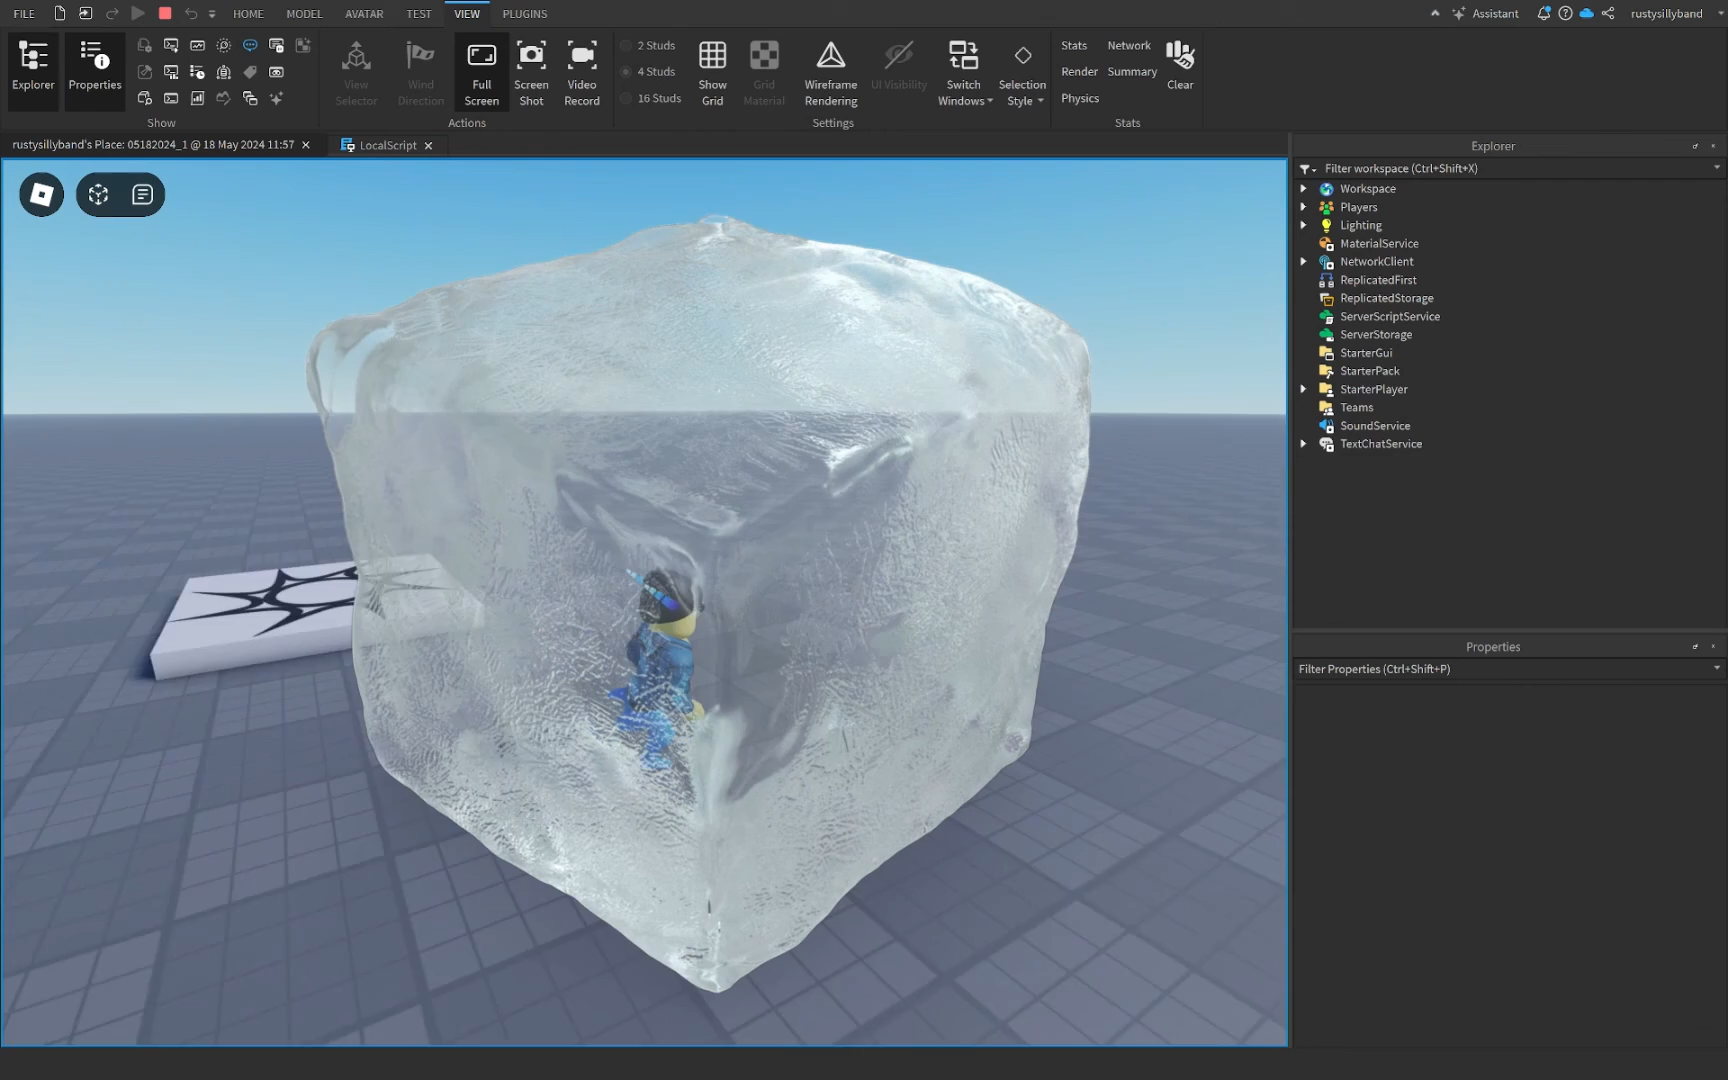 FILE
HOME
MODEL
AVATAR
TEST
VIEW
PLUGINS
Assistant
rustysillyband
Explorer
Properties
Show
View
Selector
Wind
Direction
Full
Screen
Screen
Shot
Video
Record
Actions
2 Studs
4 Studs
16 Studs
Show
Grid
Grid
Material
Wireframe
Rendering
UI Visibility
Switch
Windows
Selection
Style
Settings
Stats
Network
Render
Summary
Physics
Clear
Stats
rustysillyband's Place: 05182024_1 @ 18 May 2024 11:57
LocalScript
Explorer
Filter workspace (Ctrl+Shift+X)
Workspace
Players
Lighting
MaterialService
NetworkClient
ReplicatedFirst
ReplicatedStorage
ServerScriptService
ServerStorage
StarterGui
StarterPack
StarterPlayer
Teams
SoundService
TextChatService
Properties
Filter Properties (Ctrl+Shift+P)